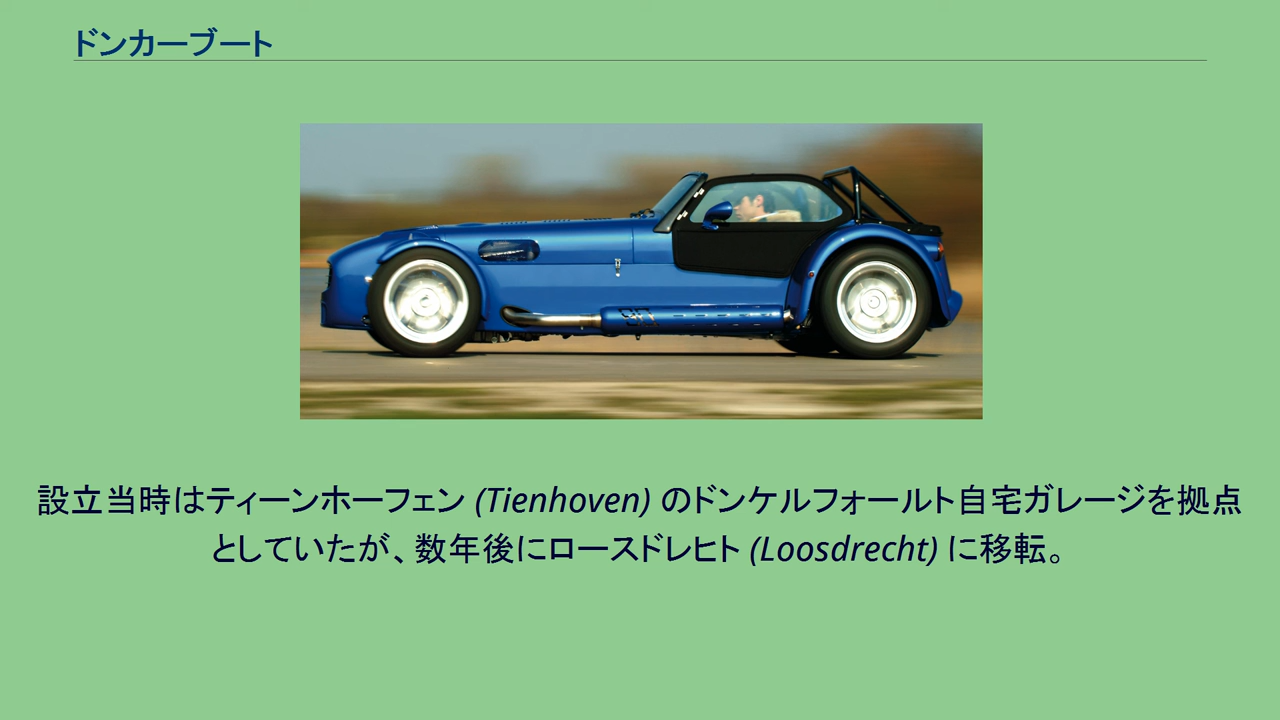 ドンカーブート
設立当時はティーンホーフェン (Tienhoven) のドンケルフォールト自宅ガレージを拠点
としていたが、数年後にロースドレヒト (Loosdrecht) に移転。